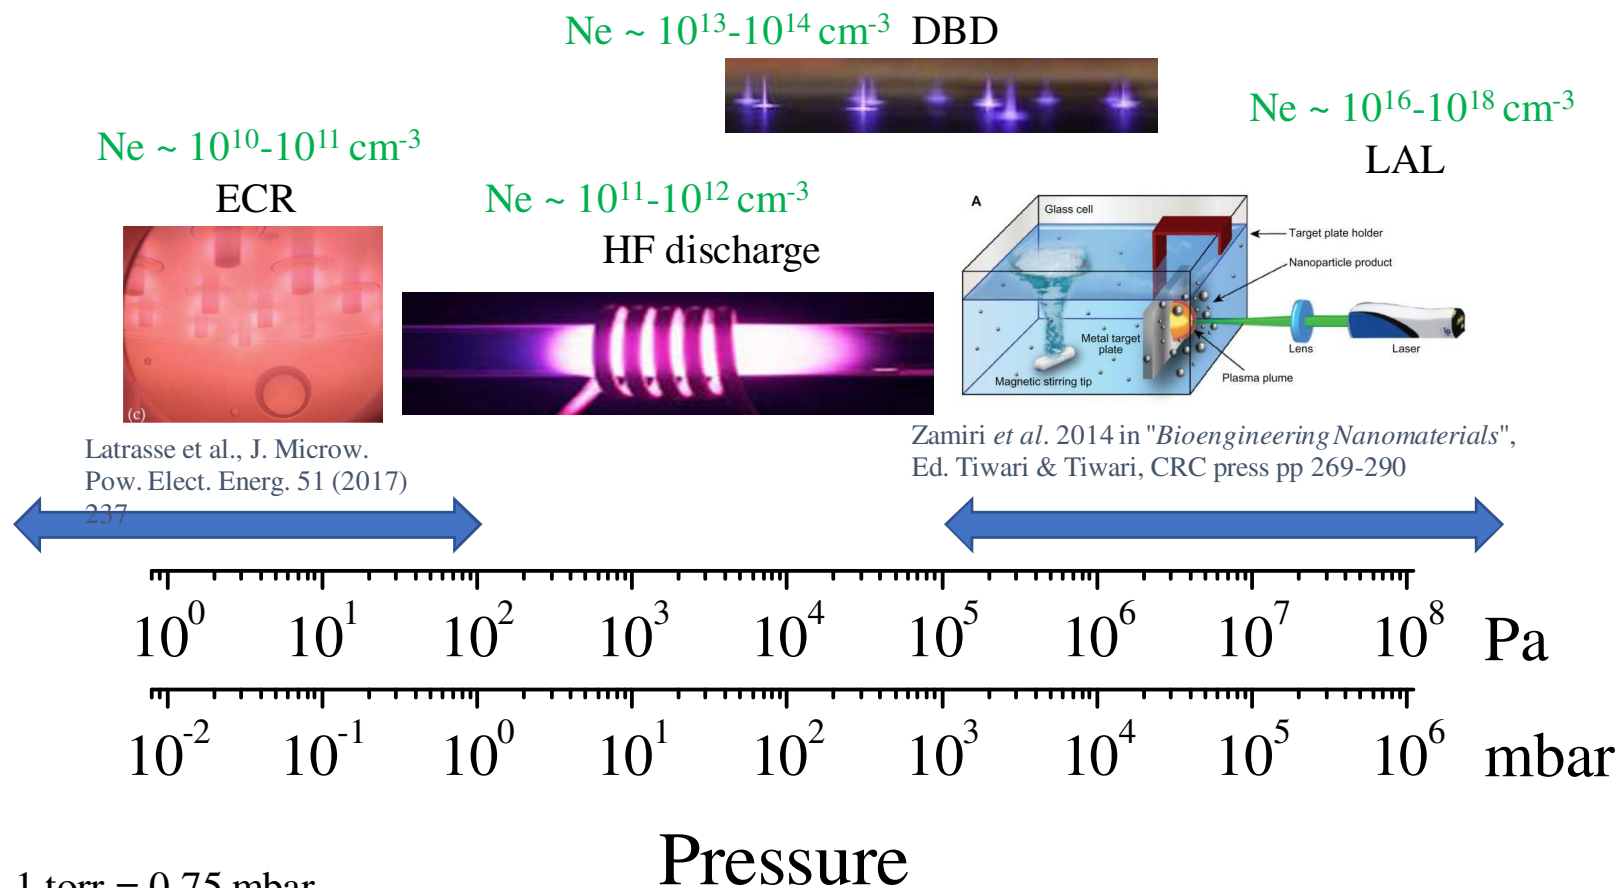 Ne ~ 10¹³-10¹⁴ cm⁻³ DBD
Ne ~ 10¹⁶-10¹⁸ cm⁻³
LAL
Ne ~ 10¹⁰-10¹¹ cm⁻³
ECR
Ne ~ 10¹¹-10¹² cm⁻³
HF discharge
(c)
A
Glass cell
Target plate holder
Nanoparticle product
Metal target
plate
Lens
Laser
Plasma plume
Magnetic stirring tip
Latrasse et al., J. Microw.
Pow. Elect. Energ. 51 (2017)
237
Zamiri et al. 2014 in "Bioengineering Nanomaterials",
Ed. Tiwari & Tiwari, CRC press pp 269-290
10⁰ 10¹ 10² 10³ 10⁴ 10⁵ 10⁶ 10⁷ 10⁸ Pa
10⁻² 10⁻¹ 10⁰ 10¹ 10² 10³ 10⁴ 10⁵ 10⁶ mbar
Pressure
1 torr = 0.75 mbar